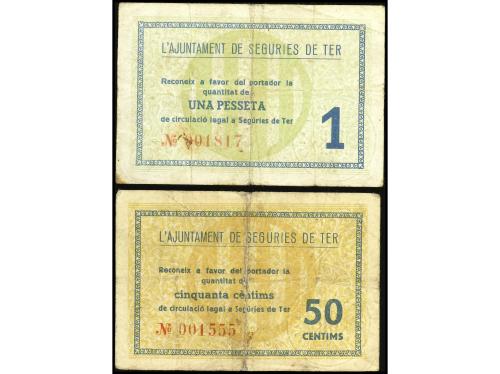 L'AJUNTAMENT DE SEGURIES DE TER
Reconeix a favor del portador la
quantitat de
UNA PESSETA
de circulació legal a Segúries de Ter
№ 001817
1
L'AJUNTAMENT DE SEGURIES DE TER
Reconeix a favor del portador la
quantitat de
cinquanta cèntims
de circulació legal a Segúries de Ter
№ 001555
50
CENTIMS